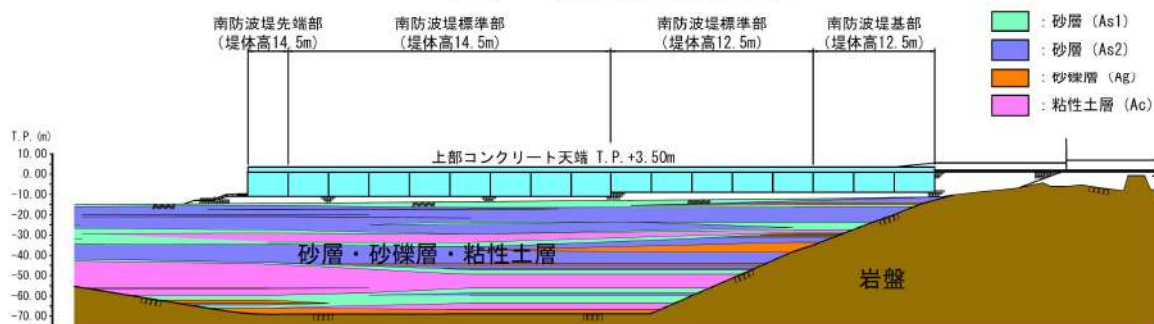 南防波堤先端部
(堤体高14.5m)
南防波堤標準部
(堤体高14.5m)
南防波堤標準部
(堤体高12.5m)
南防波堤基部
(堤体高12.5m)
：砂層 (As1)
：砂層 (As2)
：砂礫層 (Ag)
：粘性土層 (Ac)
T.P.(m)
10.00
0.00
-10.00
-20.00
-30.00
-40.00
-50.00
-60.00
-70.00
上部コンクリート天端 T.P.+3.50m
砂層・砂礫層・粘性土層
岩盤